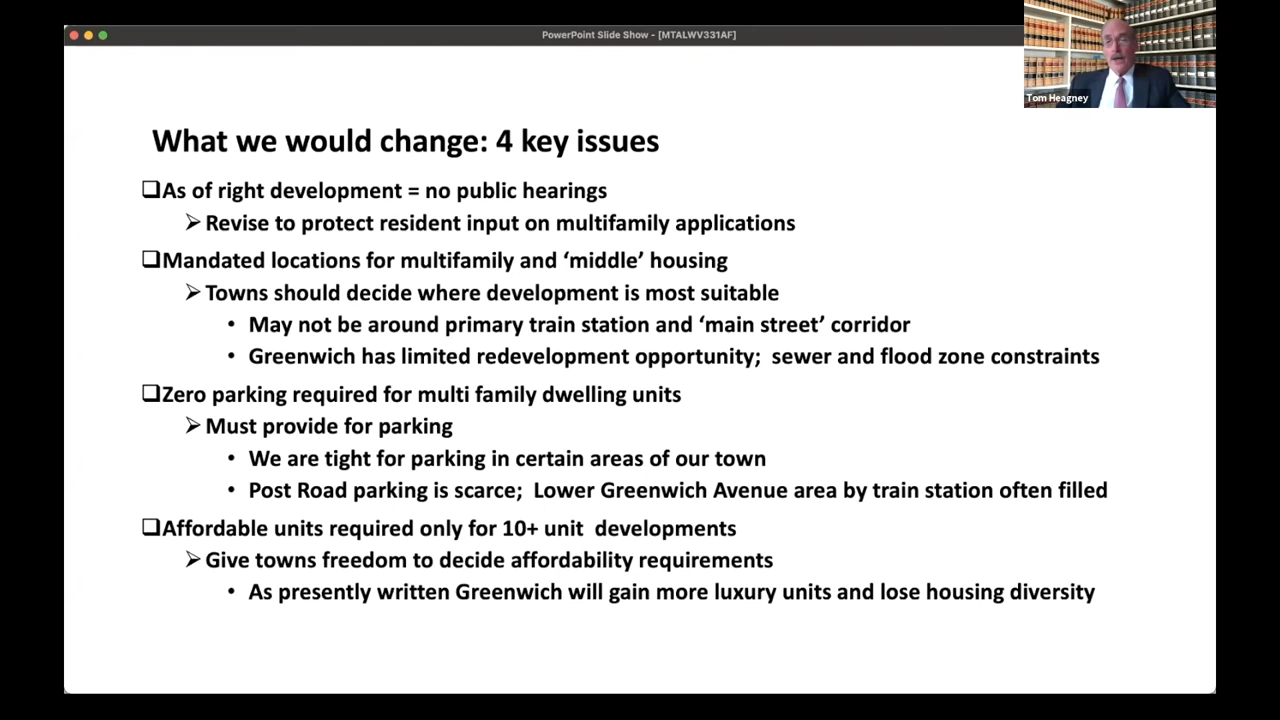 PowerPoint Slide Show - [MTALWV331AF]
Tom Heagney
What we would change: 4 key issues
❑As of right development = no public hearings
➢Revise to protect resident input on multifamily applications
❑Mandated locations for multifamily and ‘middle’ housing
➢Towns should decide where development is most suitable
• May not be around primary train station and ‘main street’ corridor
• Greenwich has limited redevelopment opportunity;  sewer and flood zone constraints
❑Zero parking required for multi family dwelling units
➢Must provide for parking
• We are tight for parking in certain areas of our town
• Post Road parking is scarce;  Lower Greenwich Avenue area by train station often filled
❑Affordable units required only for 10+ unit  developments
➢Give towns freedom to decide affordability requirements
• As presently written Greenwich will gain more luxury units and lose housing diversity